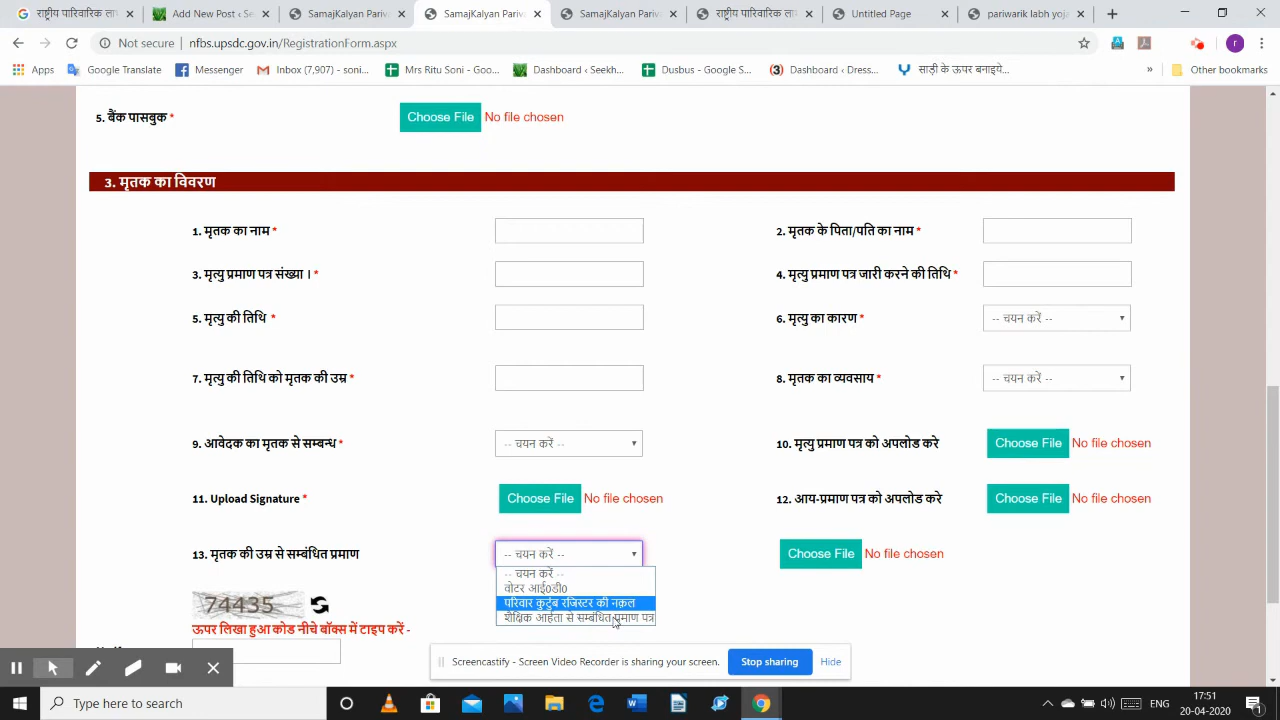 SamajKalyan Pariv
Add New Post ‹ Se
SamajKalyan Pariv
SamajKalyan Pariv
SamajKalyan Pariv
राष्ट्रीय पारिवारिक लाभ
Untitled Page
pariwarik labh yoja
Not secure | nfbs.upsdc.gov.in/RegistrationForm.aspx
Apps Google Translate Messenger Inbox (7,907) - soni... Mrs Ritu Soni - Goo... Dashboard ‹ Seekh... Dusbus - Google S... Dashboard ‹ Dress... साड़ी के ऊपर बनाइपे... » Other bookmarks
5. बैंक पासबुक * Choose File No file chosen
3. मृतक का विवरण
1. मृतक का नाम * 2. मृतक के पिता/पति का नाम *
3. मृत्यु प्रमाण पत्र संख्या । * 4. मृत्यु प्रमाण पत्र जारी करने की तिथि *
5. मृत्यु की तिथि * 6. मृत्यु का कारण * -- चयन करें --
7. मृत्यु की तिथि को मृतक की उम्र * 8. मृतक का व्यवसाय * -- चयन करें --
9. आवेदक का मृतक से सम्बन्ध * -- चयन करें -- 10. मृत्यु प्रमाण पत्र को अपलोड करे Choose File No file chosen
11. Upload Signature * Choose File No file chosen 12. आय-प्रमाण पत्र को अपलोड करे Choose File No file chosen
13. मृतक की उम्र से सम्बंधित प्रमाण -- चयन करें -- Choose File No file chosen
-- चयन करें --
वोटर आई0डी0
परिवार कुटुंब रजिस्टर की नक़ल
शैक्षिक आर्हता से सम्बंधित प्रमाण पत्र
74435
ऊपर लिखा हुआ कोड नीचे बॉक्स में टाइप करें -
Screencastify - Screen Video Recorder is sharing your screen. Stop sharing Hide
Type here to search
ENG
17:51
20-04-2020